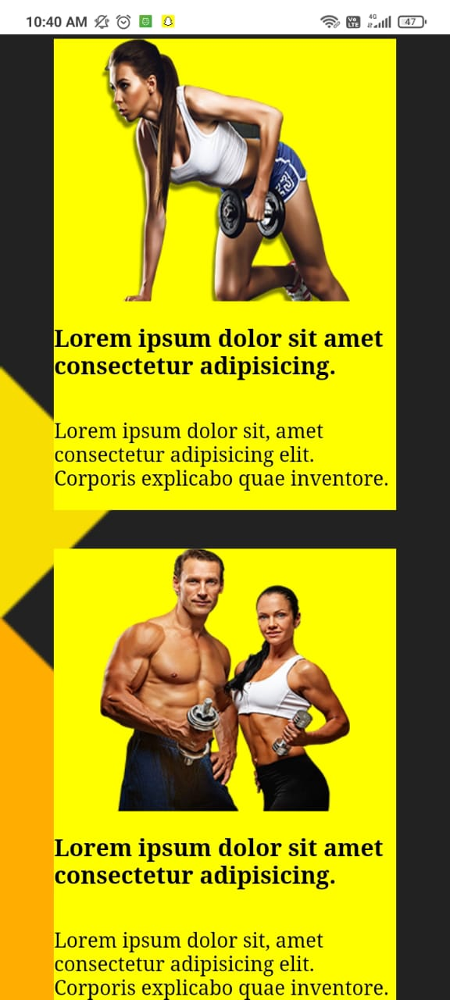 10:40 AM
Vo LTE
4G
47
23
Lorem ipsum dolor sit amet
consectetur adipisicing.
Lorem ipsum dolor sit, amet
consectetur adipisicing elit.
Corporis explicabo quae inventore.
Lorem ipsum dolor sit amet
consectetur adipisicing.
Lorem ipsum dolor sit, amet
consectetur adipisicing elit.
Corporis explicabo quae inventore.